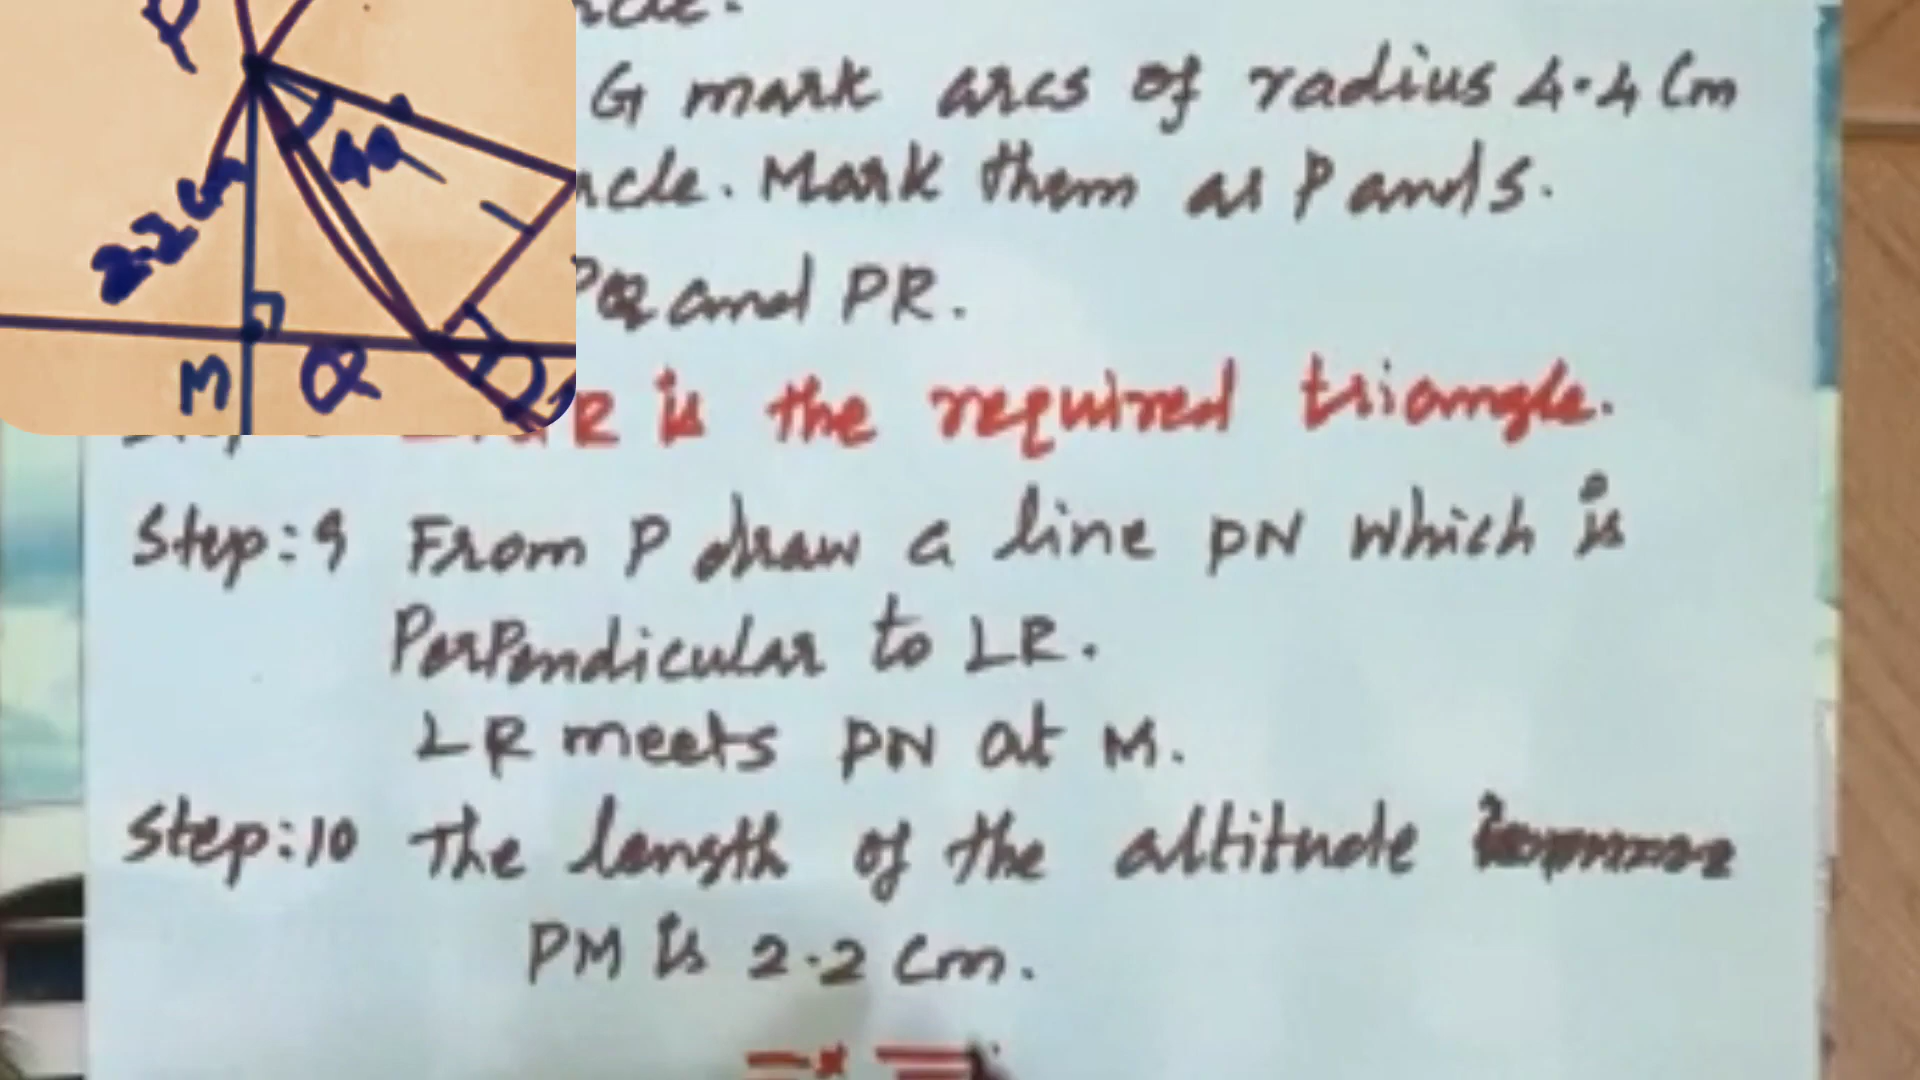 P
40
2.2 cm
M Q
G mark arcs of radius 4.4 Cm
Mark them as P and S.
PQ and PR.
R is the required triangle.
Step:9 From P draw a line PN which is
PerPendicular to LR.
LR meets PN at M.
Step:10 The length of the altitude
PM is 2.2 Cm.